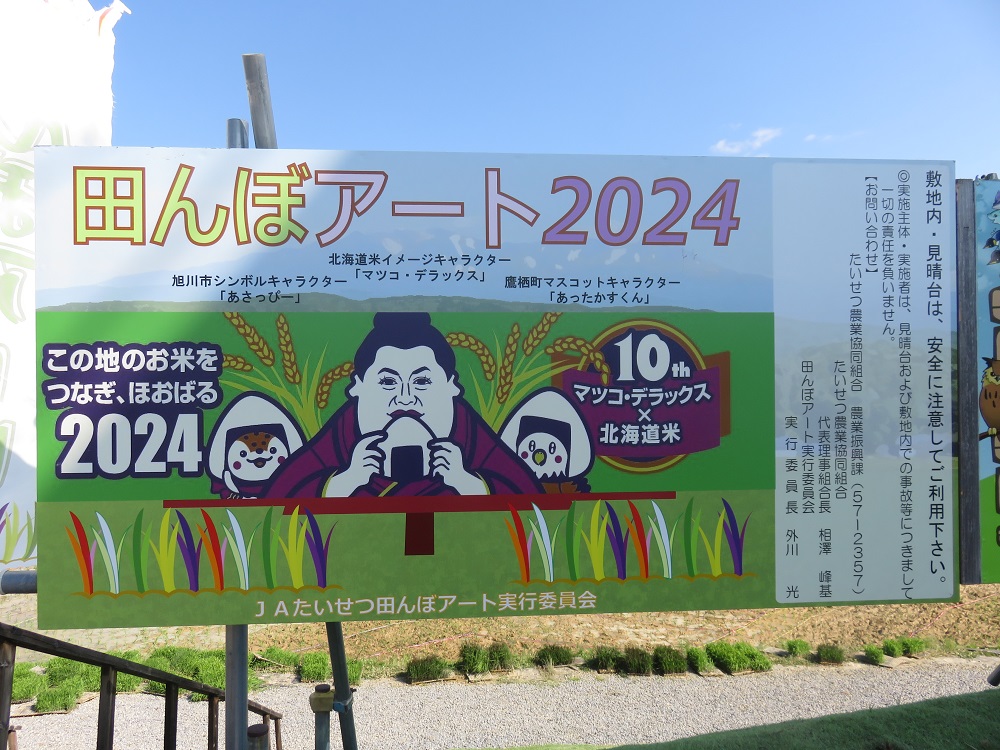 田んぼアート2024
北海道米イメージキャラクター
「マツコ・デラックス」
旭川市シンボルキャラクター
「あさっぴー」
鷹栖町マスコットキャラクター
「あったかすくん」
この地のお米を
つなぎ、ほおばる
2024
10th
マツコ・デラックス
×
北海道米
ＪＡたいせつ田んぼアート実行委員会
敷地内・見晴台は、安全に注意してご利用下さい。
◎実施主体・実施者は、見晴台および敷地内での事故等につきまして
一切の責任を負いません。
【お問い合わせ】
たいせつ農業協同組合 農業振興課（５７ー２３５７）
たいせつ農業協同組合
代表理事組合長 相澤 峰基
田んぼアート実行委員会
実行委員長 外川 光